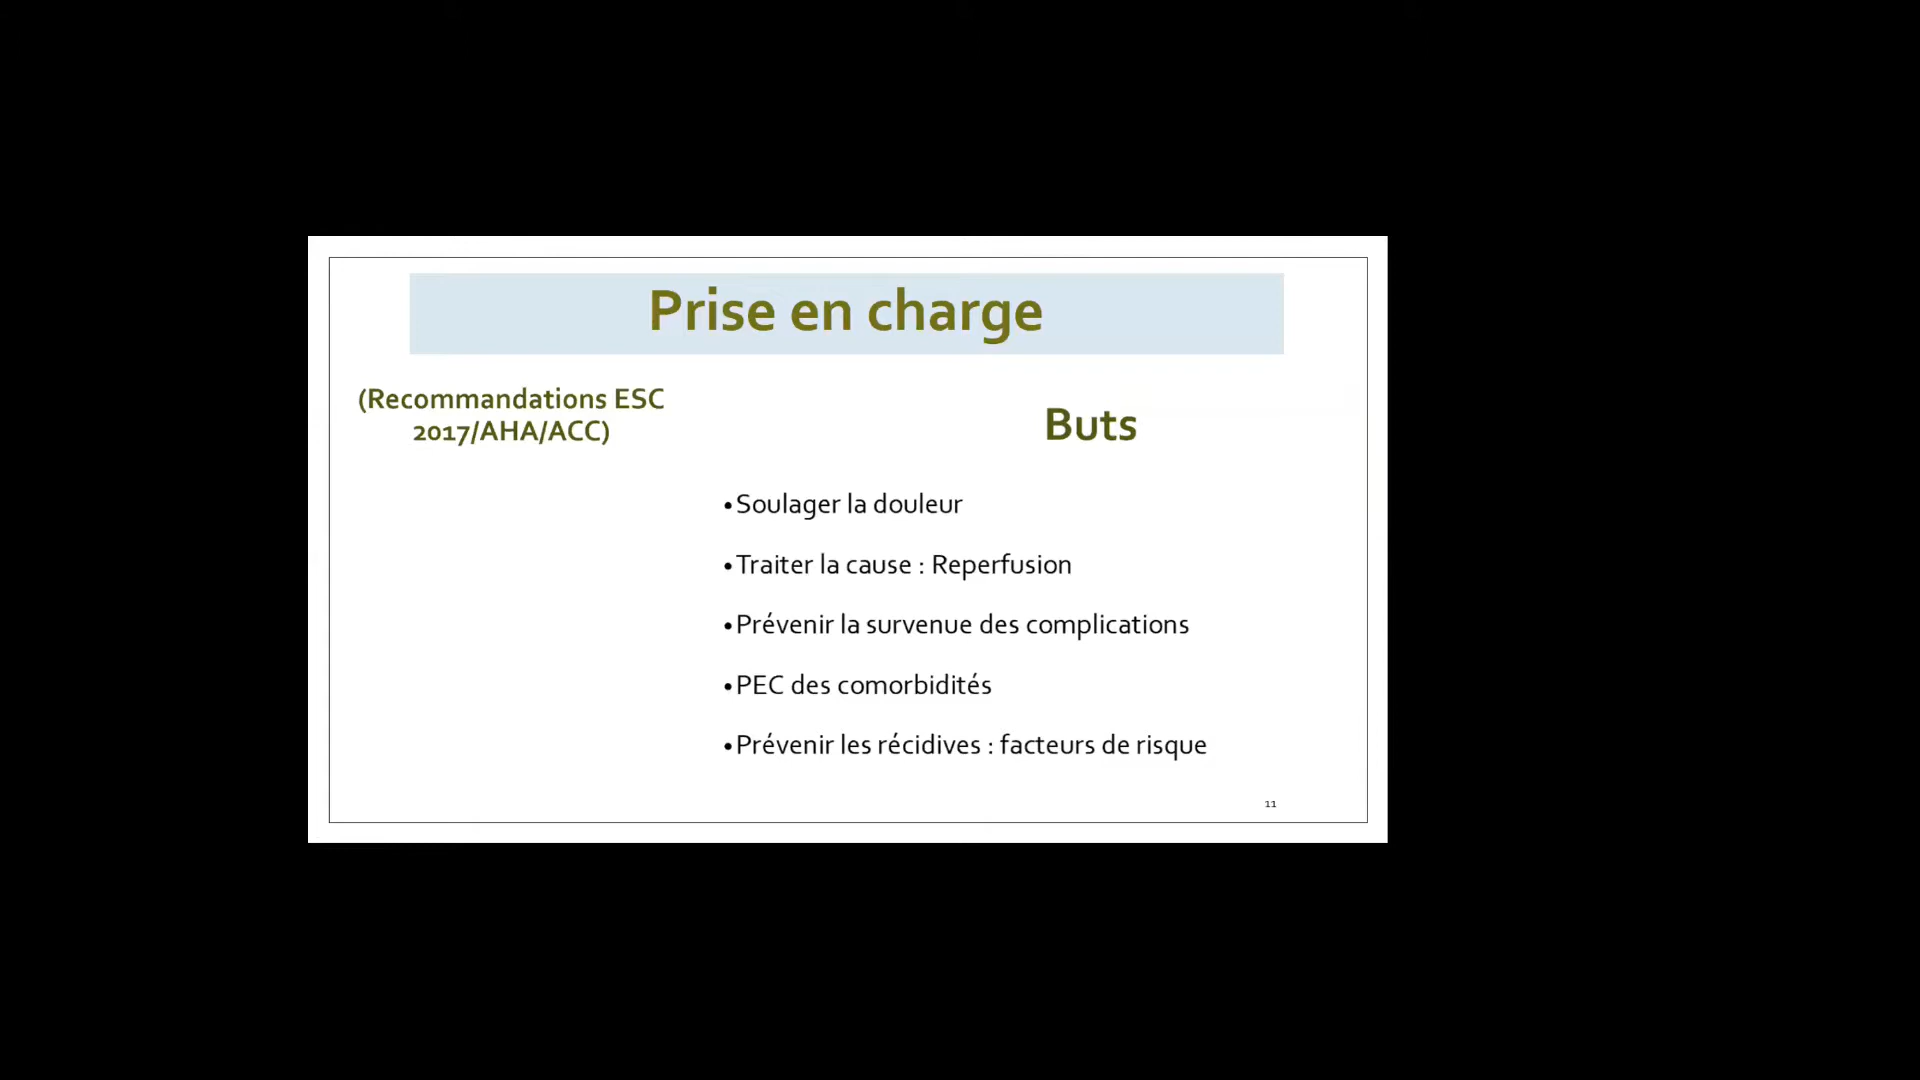 Prise en charge
(Recommandations ESC
2017/AHA/ACC)
Buts
•Soulager la douleur
•Traiter la cause : Reperfusion
•Prévenir la survenue des complications
•PEC des comorbidités
•Prévenir les récidives : facteurs de risque
11